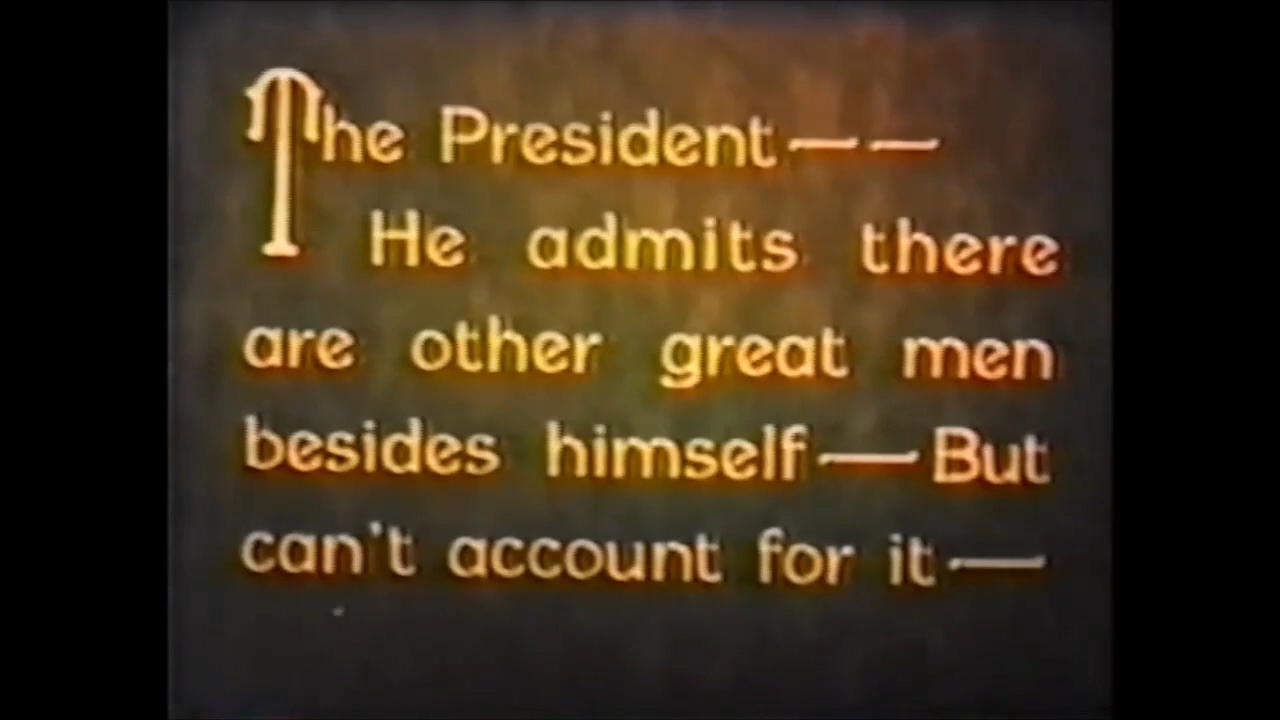 The President — —
He admits there
are other great men
besides himself — But
can't account for it —